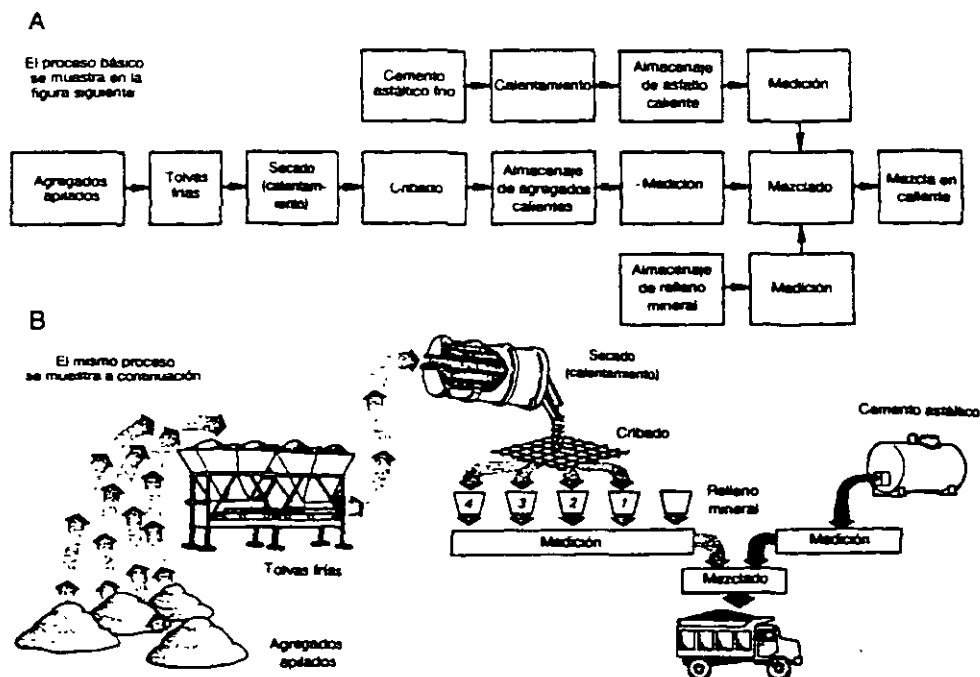 A
El proceso básico
se muestra en la
figura siguiente
Cemento
asfáltico frio
Calentamiento
Almacenaje
de asfalto
caliente
Medición
Agregados
apilados
Tolvas
frías
Secado
(calentam-
iento)
Cribado
Almacenaje
de agregados
calientes
Medición
Mezclado
Mezcla en
caliente
Almacenaje
de relleno
mineral
Medición
B
El mismo proceso
se muestra a continuación
Secado
(calentamiento)
Cemento asfáltico
Cribado
4 3 2 1
Relleno
mineral
Medición
Medición
Tolvas frías
Mezclado
Agregados
apilados